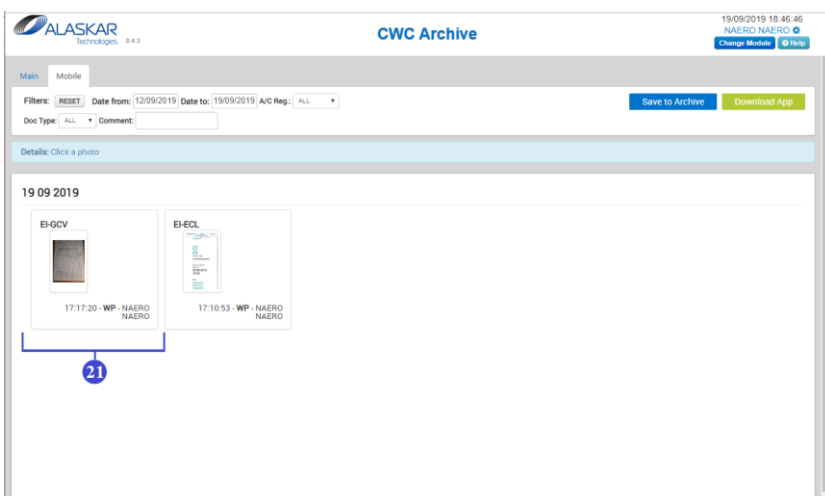 ALASKAR
Technologies 8.4.3
CWC Archive
19/09/2019 18:46:46
NAERO NAERO
Change Module Help
Main Mobile
Filters: RESET Date from: 12/09/2019 Date to: 19/09/2019 A/C Reg.: ALL
Save to Archive Download App
Doc Type: ALL Comment:
Details: Click a photo
19 09 2019
EI-GCV
17:17:20 - WP - NAERO
NAERO
EI-ECL
17:10:53 - WP - NAERO
NAERO
21